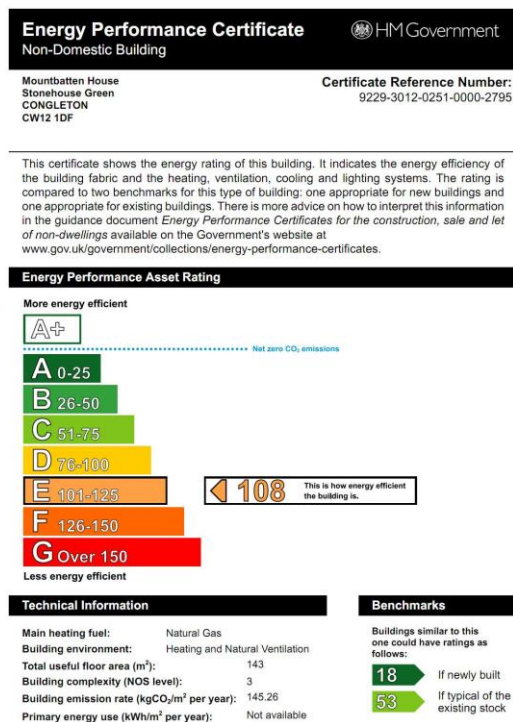 Energy Performance Certificate
Non-Domestic Building
HM Government
Mountbatten House
Stonehouse Green
CONGLETON
CW12 1DF
Certificate Reference Number:
9229-3012-0251-0000-2795
This certificate shows the energy rating of this building. It indicates the energy efficiency of
the building fabric and the heating, ventilation, cooling and lighting systems. The rating is
compared to two benchmarks for this type of building: one appropriate for new buildings and
one appropriate for existing buildings. There is more advice on how to interpret this information
in the guidance document Energy Performance Certificates for the construction, sale and let
of non-dwellings available on the Government's website at
www.gov.uk/government/collections/energy-performance-certificates.
Energy Performance Asset Rating
More energy efficient
A+
Net zero CO₂ emissions
A 0-25
B 26-50
C 51-75
D 76-100
E 101-125
108
This is how energy efficient
the building is.
F 126-150
G Over 150
Less energy efficient
Technical Information
Main heating fuel: Natural Gas
Building environment: Heating and Natural Ventilation
Total useful floor area (m²): 143
Building complexity (NOS level): 3
Building emission rate (kgCO₂/m² per year): 145.26
Primary energy use (kWh/m² per year): Not available
Benchmarks
Buildings similar to this
one could have ratings as
follows:
18 If newly built
53 If typical of the
existing stock